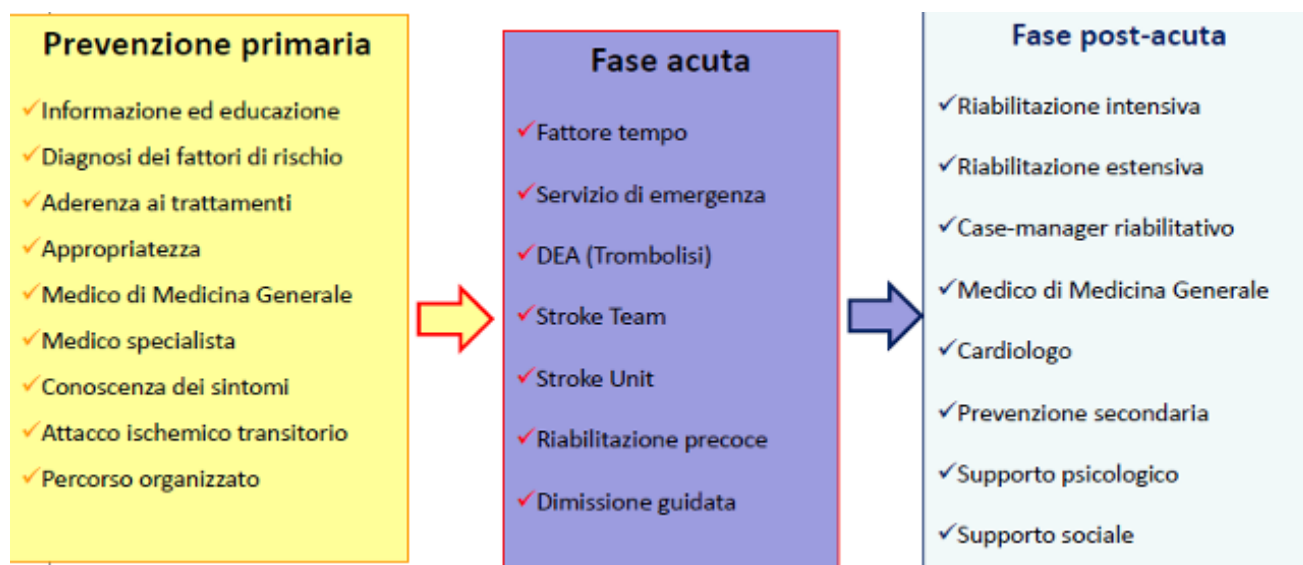 Prevenzione primaria
Informazione ed educazione
Diagnosi dei fattori di rischio
Aderenza ai trattamenti
Appropriatezza
Medico di Medicina Generale
Medico specialista
Conoscenza dei sintomi
Attacco ischemico transitorio
Percorso organizzato
Fase acuta
Fattore tempo
Servizio di emergenza
DEA (Trombolisi)
Stroke Team
Stroke Unit
Riabilitazione precoce
Dimissione guidata
Fase post-acuta
Riabilitazione intensiva
Riabilitazione estensiva
Case-manager riabilitativo
Medico di Medicina Generale
Cardiologo
Prevenzione secondaria
Supporto psicologico
Supporto sociale